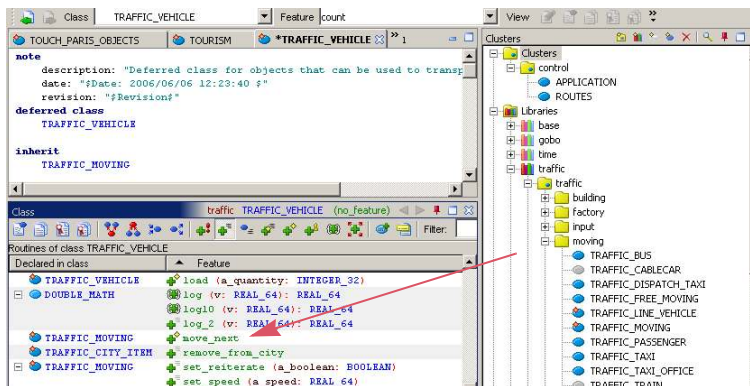 Class TRAFFIC_VEHICLE Feature count View
TOUCH_PARIS_OBJECTS TOURISM *TRAFFIC_VEHICLE 1
note
description: "Deferred class for objects that can be used to transp
date: "$Date: 2006/06/06 12:23:40 $"
revision: "$Revision$"
deferred class
TRAFFIC_VEHICLE
inherit
TRAFFIC_MOVING
Class traffic TRAFFIC_VEHICLE (no_feature)
Filter:
Routines of class TRAFFIC_VEHICLE
Declared in class Feature
TRAFFIC_VEHICLE load (a_quantity: INTEGER_32)
DOUBLE_MATH log (v: REAL_64): REAL_64
log10 (v: REAL_64): REAL_64
log_2 (v: REAL_64): REAL_64
TRAFFIC_MOVING move_next
TRAFFIC_CITY_ITEM remove_from_city
TRAFFIC_MOVING set_reiterate (a_boolean: BOOLEAN)
set_speed (a_speed: REAL_64)
Clusters
Clusters
control
APPLICATION
ROUTES
Libraries
base
gobo
time
traffic
traffic
building
factory
input
moving
TRAFFIC_BUS
TRAFFIC_CABLECAR
TRAFFIC_DISPATCH_TAXI
TRAFFIC_FREE_MOVING
TRAFFIC_LINE_VEHICLE
TRAFFIC_MOVING
TRAFFIC_PASSENGER
TRAFFIC_TAXI
TRAFFIC_TAXI_OFFICE
TRAFFIC_TRAIN